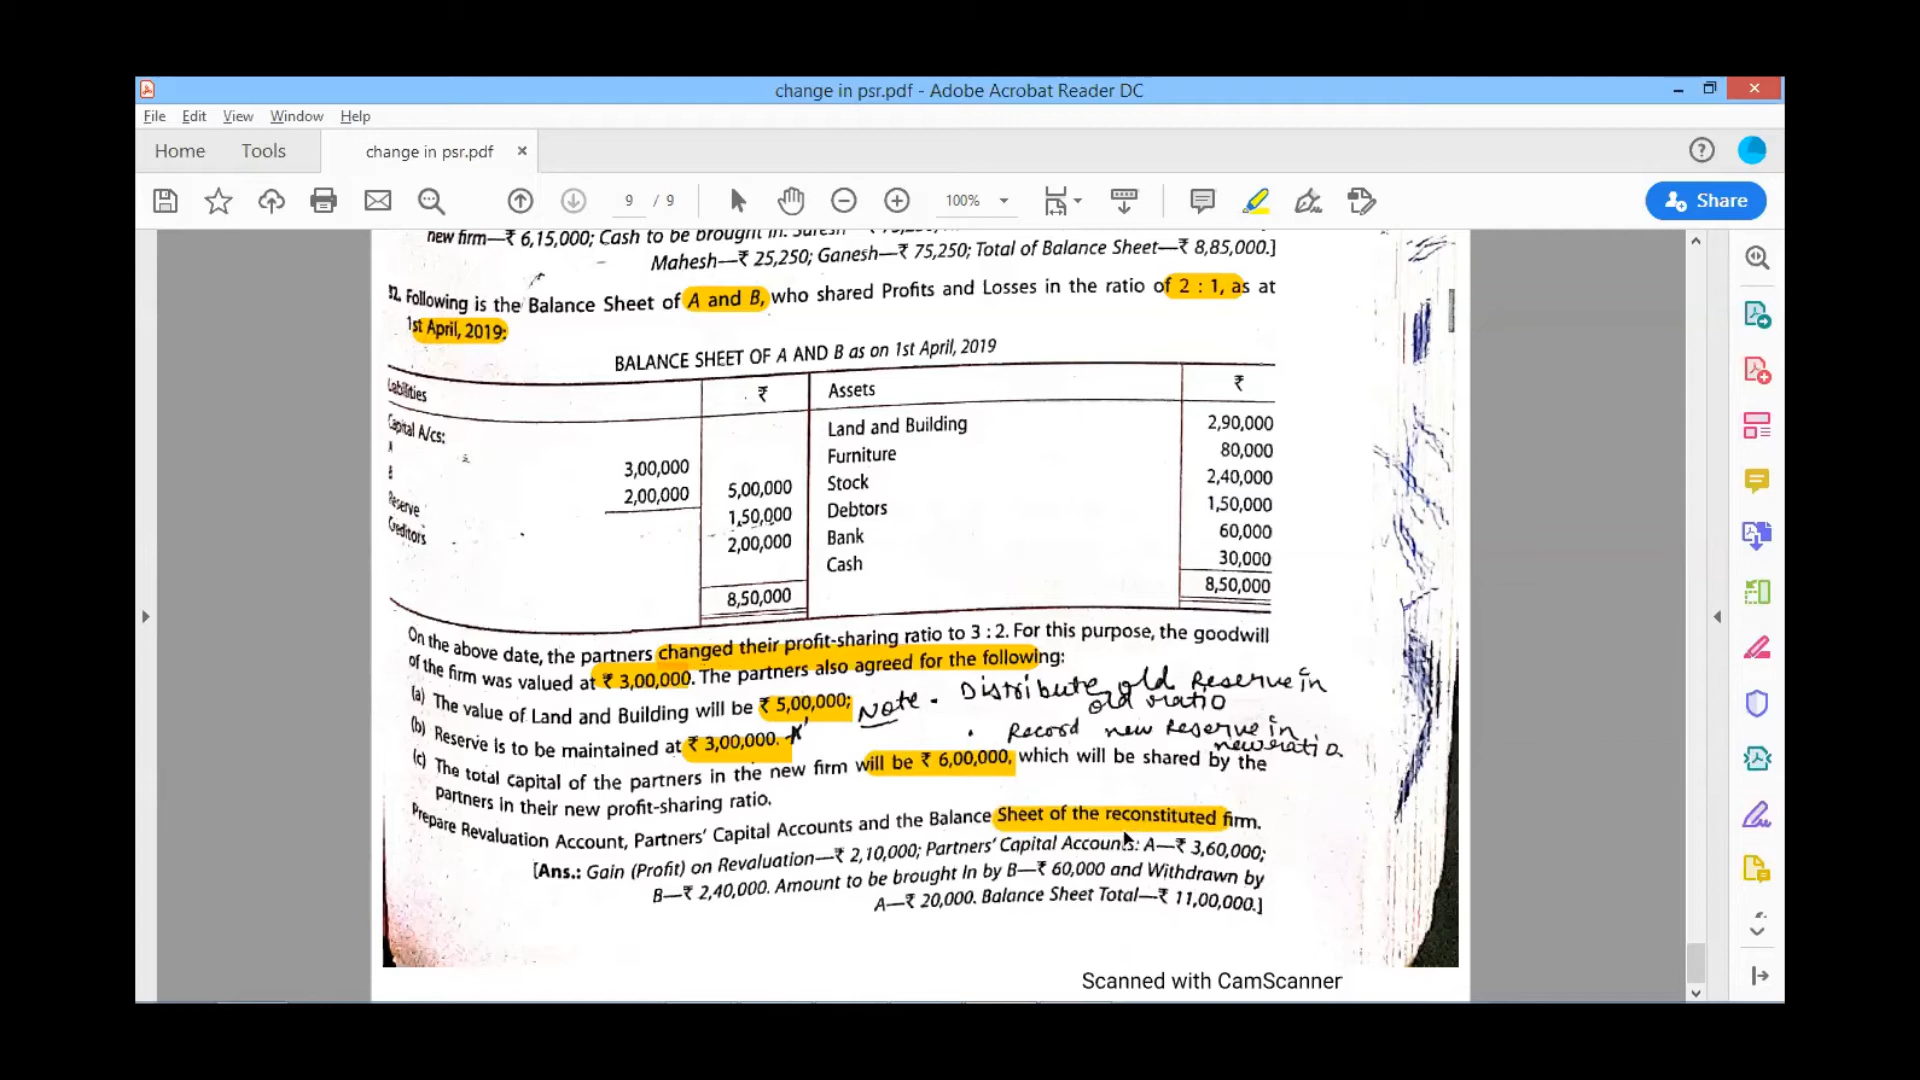 change in psr.pdf - Adobe Acrobat Reader DC
File Edit View Window Help
Home Tools change in psr.pdf
9 / 9 100% Share
new firm—₹ 6,15,000; Cash to be brought in: Suresh
Mahesh—₹ 25,250; Ganesh—₹ 75,250; Total of Balance Sheet—₹ 8,85,000.]
32. Following is the Balance Sheet of A and B, who shared Profits and Losses in the ratio of 2 : 1, as at
1st April, 2019:
BALANCE SHEET OF A AND B as on 1st April, 2019
Liabilities ₹ Assets ₹
Capital A/cs: Land and Building 2,90,000
A 3,00,000 Furniture 80,000
B 2,00,000 5,00,000 Stock 2,40,000
Reserve 1,50,000 Debtors 1,50,000
Creditors 2,00,000 Bank 60,000
Cash 30,000
8,50,000 8,50,000
On the above date, the partners changed their profit-sharing ratio to 3 : 2. For this purpose, the goodwill
of the firm was valued at ₹ 3,00,000. The partners also agreed for the following:
(a) The value of Land and Building will be ₹ 5,00,000; Note • Distribute old Reserve in
old ratio
(b) Reserve is to be maintained at ₹ 3,00,000. • Record new Reserve in
new ratio
(c) The total capital of the partners in the new firm will be ₹ 6,00,000, which will be shared by the
partners in their new profit-sharing ratio.
Prepare Revaluation Account, Partners' Capital Accounts and the Balance Sheet of the reconstituted firm.
[Ans.: Gain (Profit) on Revaluation—₹ 2,10,000; Partners' Capital Accounts: A—₹ 3,60,000;
B—₹ 2,40,000. Amount to be brought In by B—₹ 60,000 and Withdrawn by
A—₹ 20,000. Balance Sheet Total—₹ 11,00,000.]
Scanned with CamScanner